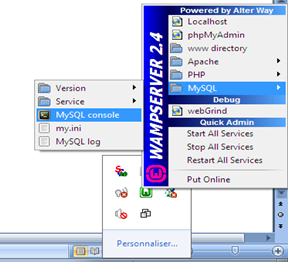 Powered by Alter Way
Localhost
phpMyAdmin
www directory
Apache
PHP
MySQL
Debug
webGrind
Quick Admin
Start All Services
Stop All Services
Restart All Services
Put Online
WAMPSERVER 2.4
Version
Service
MySQL console
my.ini
MySQL log
Personnaliser...